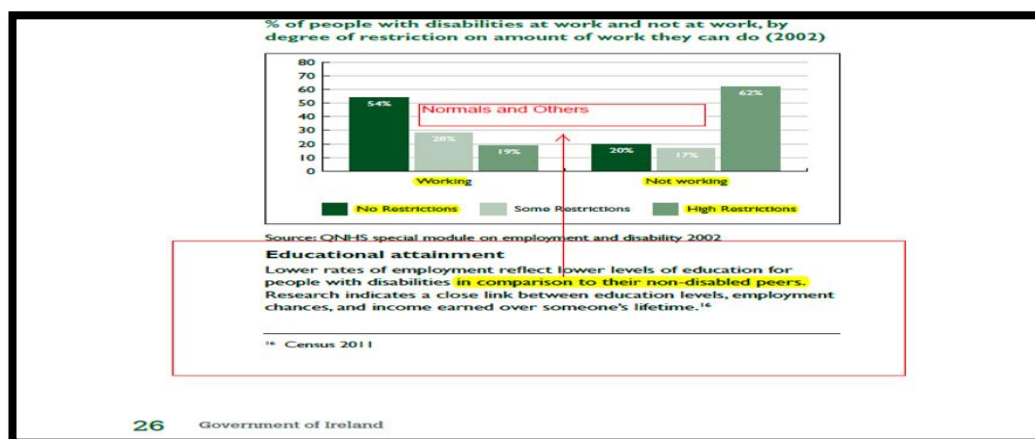 % of people with disabilities at work and not at work, by
degree of restriction on amount of work they can do (2002)
80
70
60
50
40
30
20
10
0
54%
28%
19%
20%
17%
62%
Normals and Others
Working
Not working
No Restrictions
Some Restrictions
High Restrictions
Source: QNHS special module on employment and disability 2002
Educational attainment
Lower rates of employment reflect lower levels of education for
people with disabilities in comparison to their non-disabled peers.
Research indicates a close link between education levels, employment
chances, and income earned over someone's lifetime.¹⁶
¹⁶ Census 2011
26 Government of Ireland